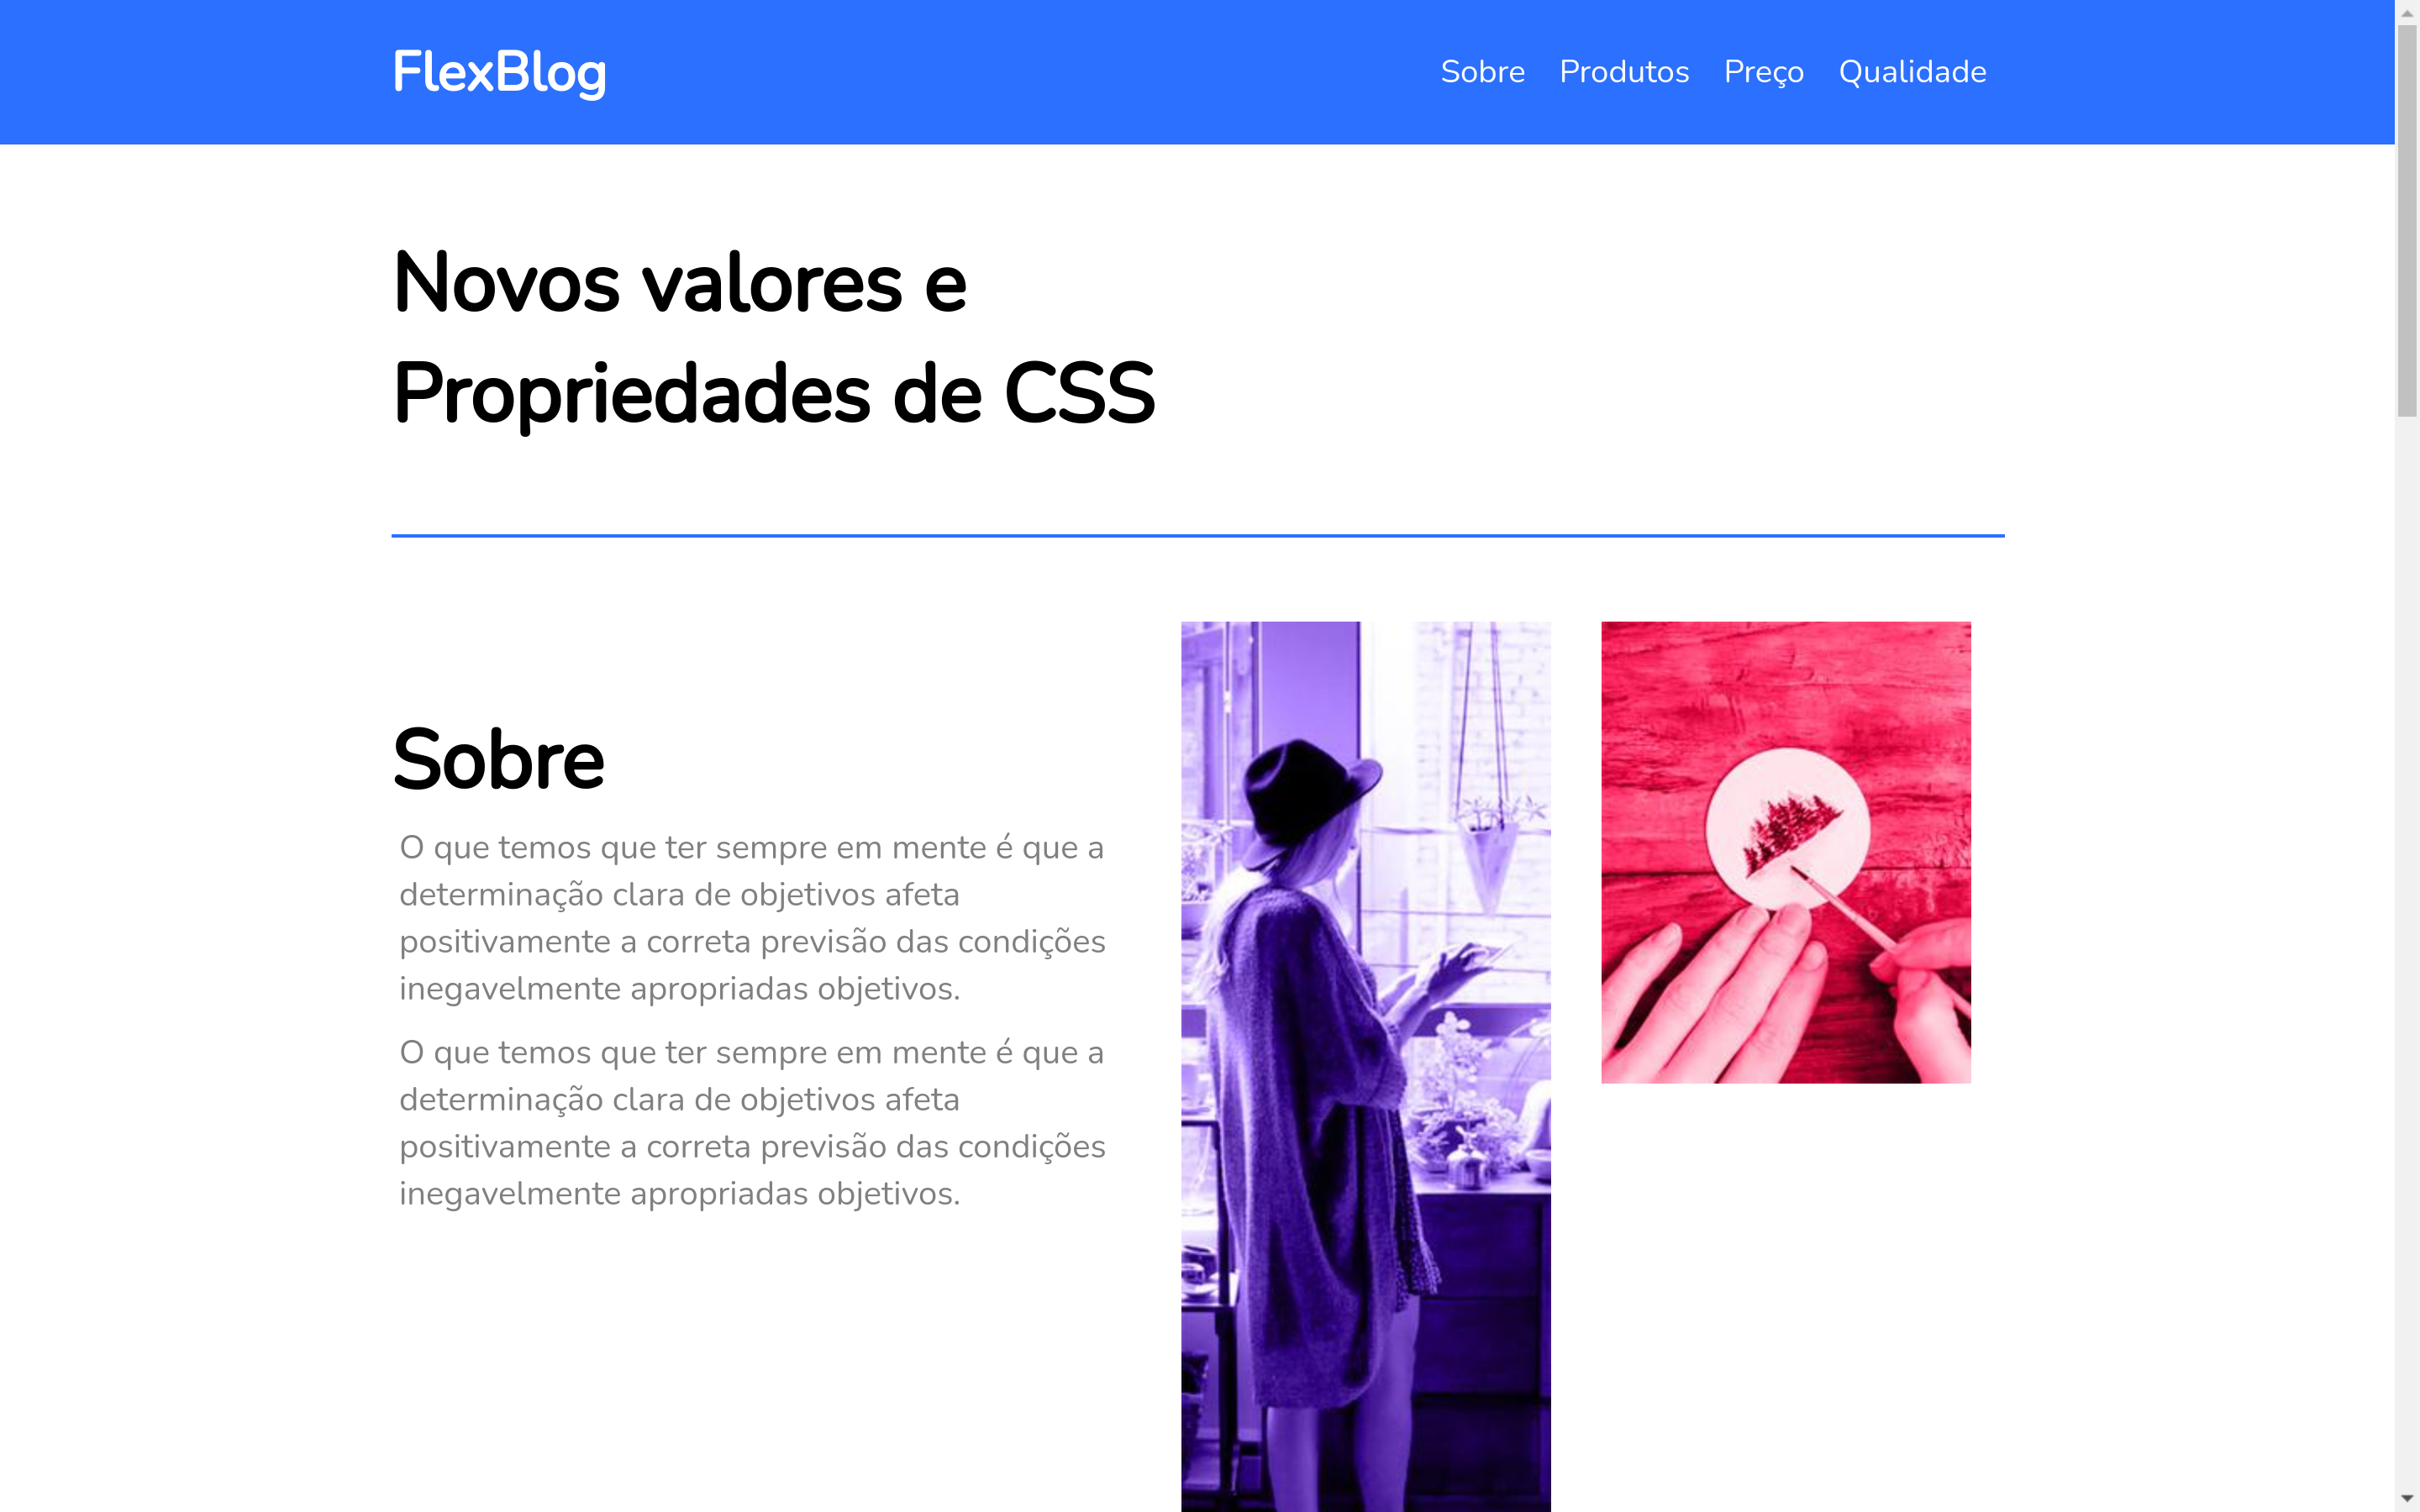 FlexBlog
Sobre Produtos Preço Qualidade
Novos valores e
Propriedades de CSS
Sobre
O que temos que ter sempre em mente é que a
determinação clara de objetivos afeta
positivamente a correta previsão das condições
inegavelmente apropriadas objetivos.
O que temos que ter sempre em mente é que a
determinação clara de objetivos afeta
positivamente a correta previsão das condições
inegavelmente apropriadas objetivos.